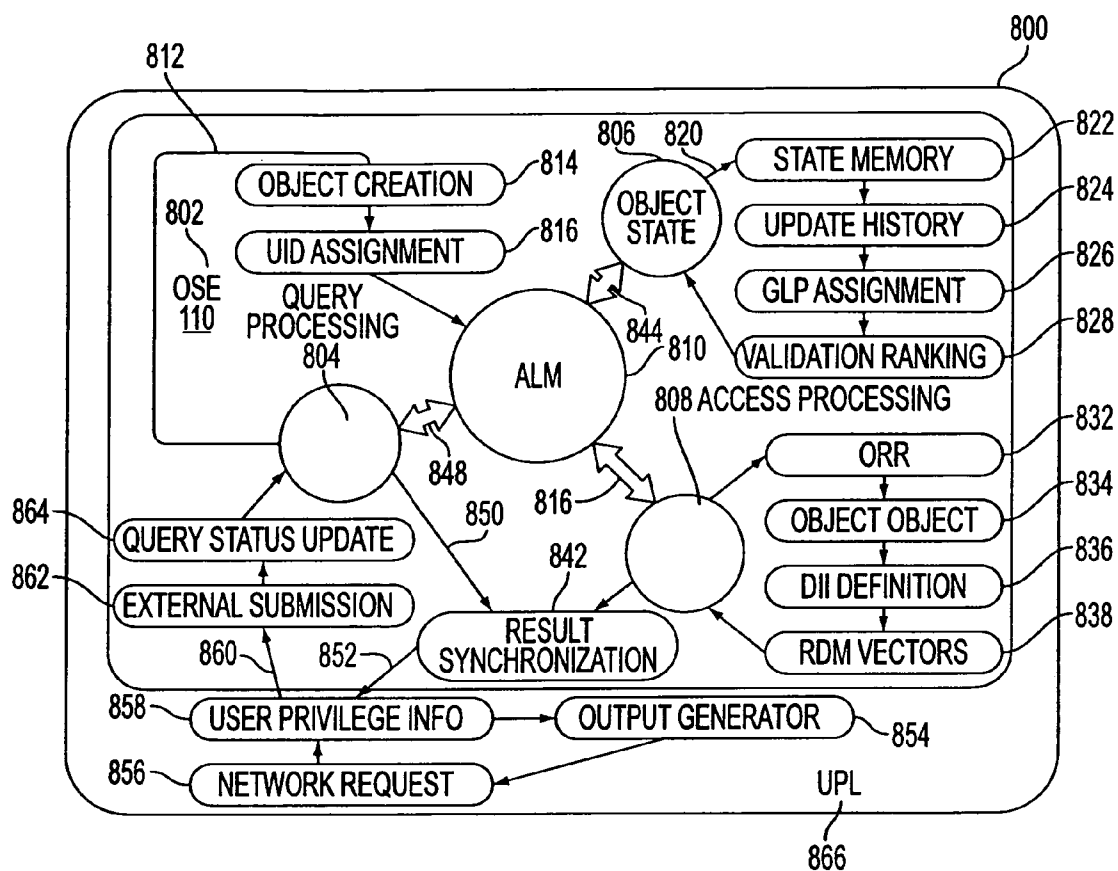 800
812
822
806
820
STATE MEMORY
OBJECT CREATION
814
824
802
OBJECT
STATE
UPDATE HISTORY
UID ASSIGNMENT
816
826
OSE
110
QUERY
PROCESSING
GLP ASSIGNMENT
844
828
804
810
VALIDATION RANKING
ALM
808 ACCESS PROCESSING
832
ORR
848
834
816
OBJECT OBJECT
864
850
QUERY STATUS UPDATE
842
836
DII DEFINITION
862
EXTERNAL SUBMISSION
838
RESULT
SYNCHRONIZATION
RDM VECTORS
860
852
858
USER PRIVILEGE INFO
OUTPUT GENERATOR
854
856
NETWORK REQUEST
UPL
866